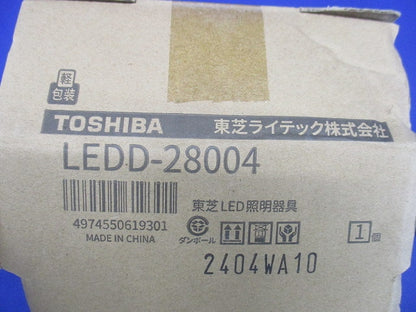 軽
包装
TOSHIBA 東芝ライテック株式会社
LEDD-28004
東芝LED照明器具
4974550619301
MADE IN CHINA
ダンボール
1個
2404WA10